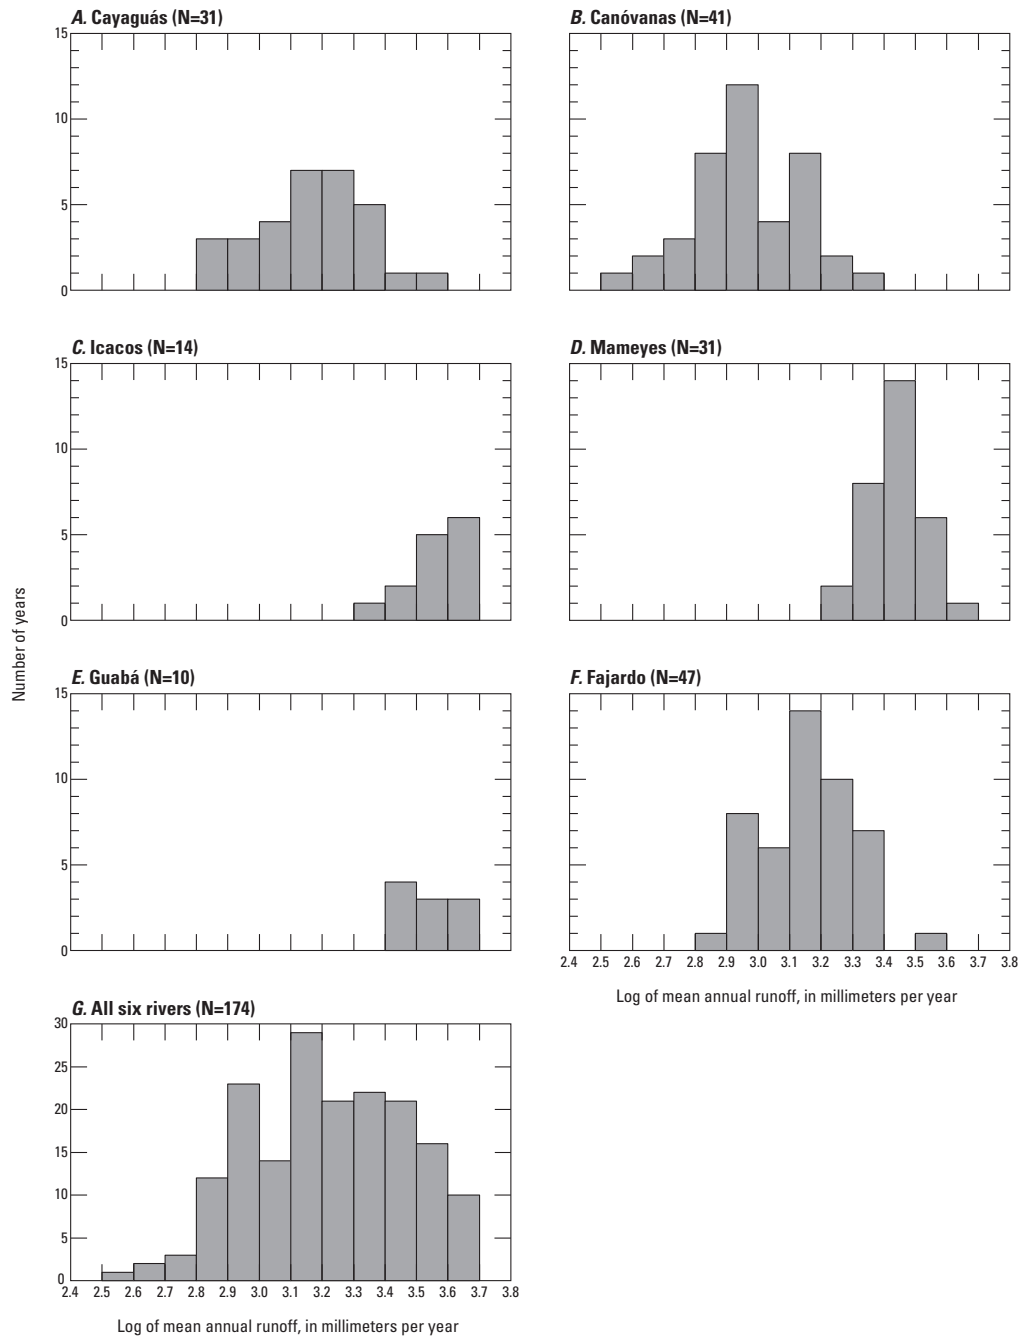 A. Cayaguás (N=31)
B. Canóvanas (N=41)
15
10
5
0
C. Icacos (N=14)
D. Mameyes (N=31)
15
10
5
0
Number of years
E. Guabá (N=10)
F. Fajardo (N=47)
15
10
5
0
2.4 2.5 2.6 2.7 2.8 2.9 3.0 3.1 3.2 3.3 3.4 3.5 3.6 3.7 3.8
Log of mean annual runoff, in millimeters per year
G. All six rivers (N=174)
30
25
20
15
10
5
0
2.4 2.5 2.6 2.7 2.8 2.9 3.0 3.1 3.2 3.3 3.4 3.5 3.6 3.7 3.8
Log of mean annual runoff, in millimeters per year